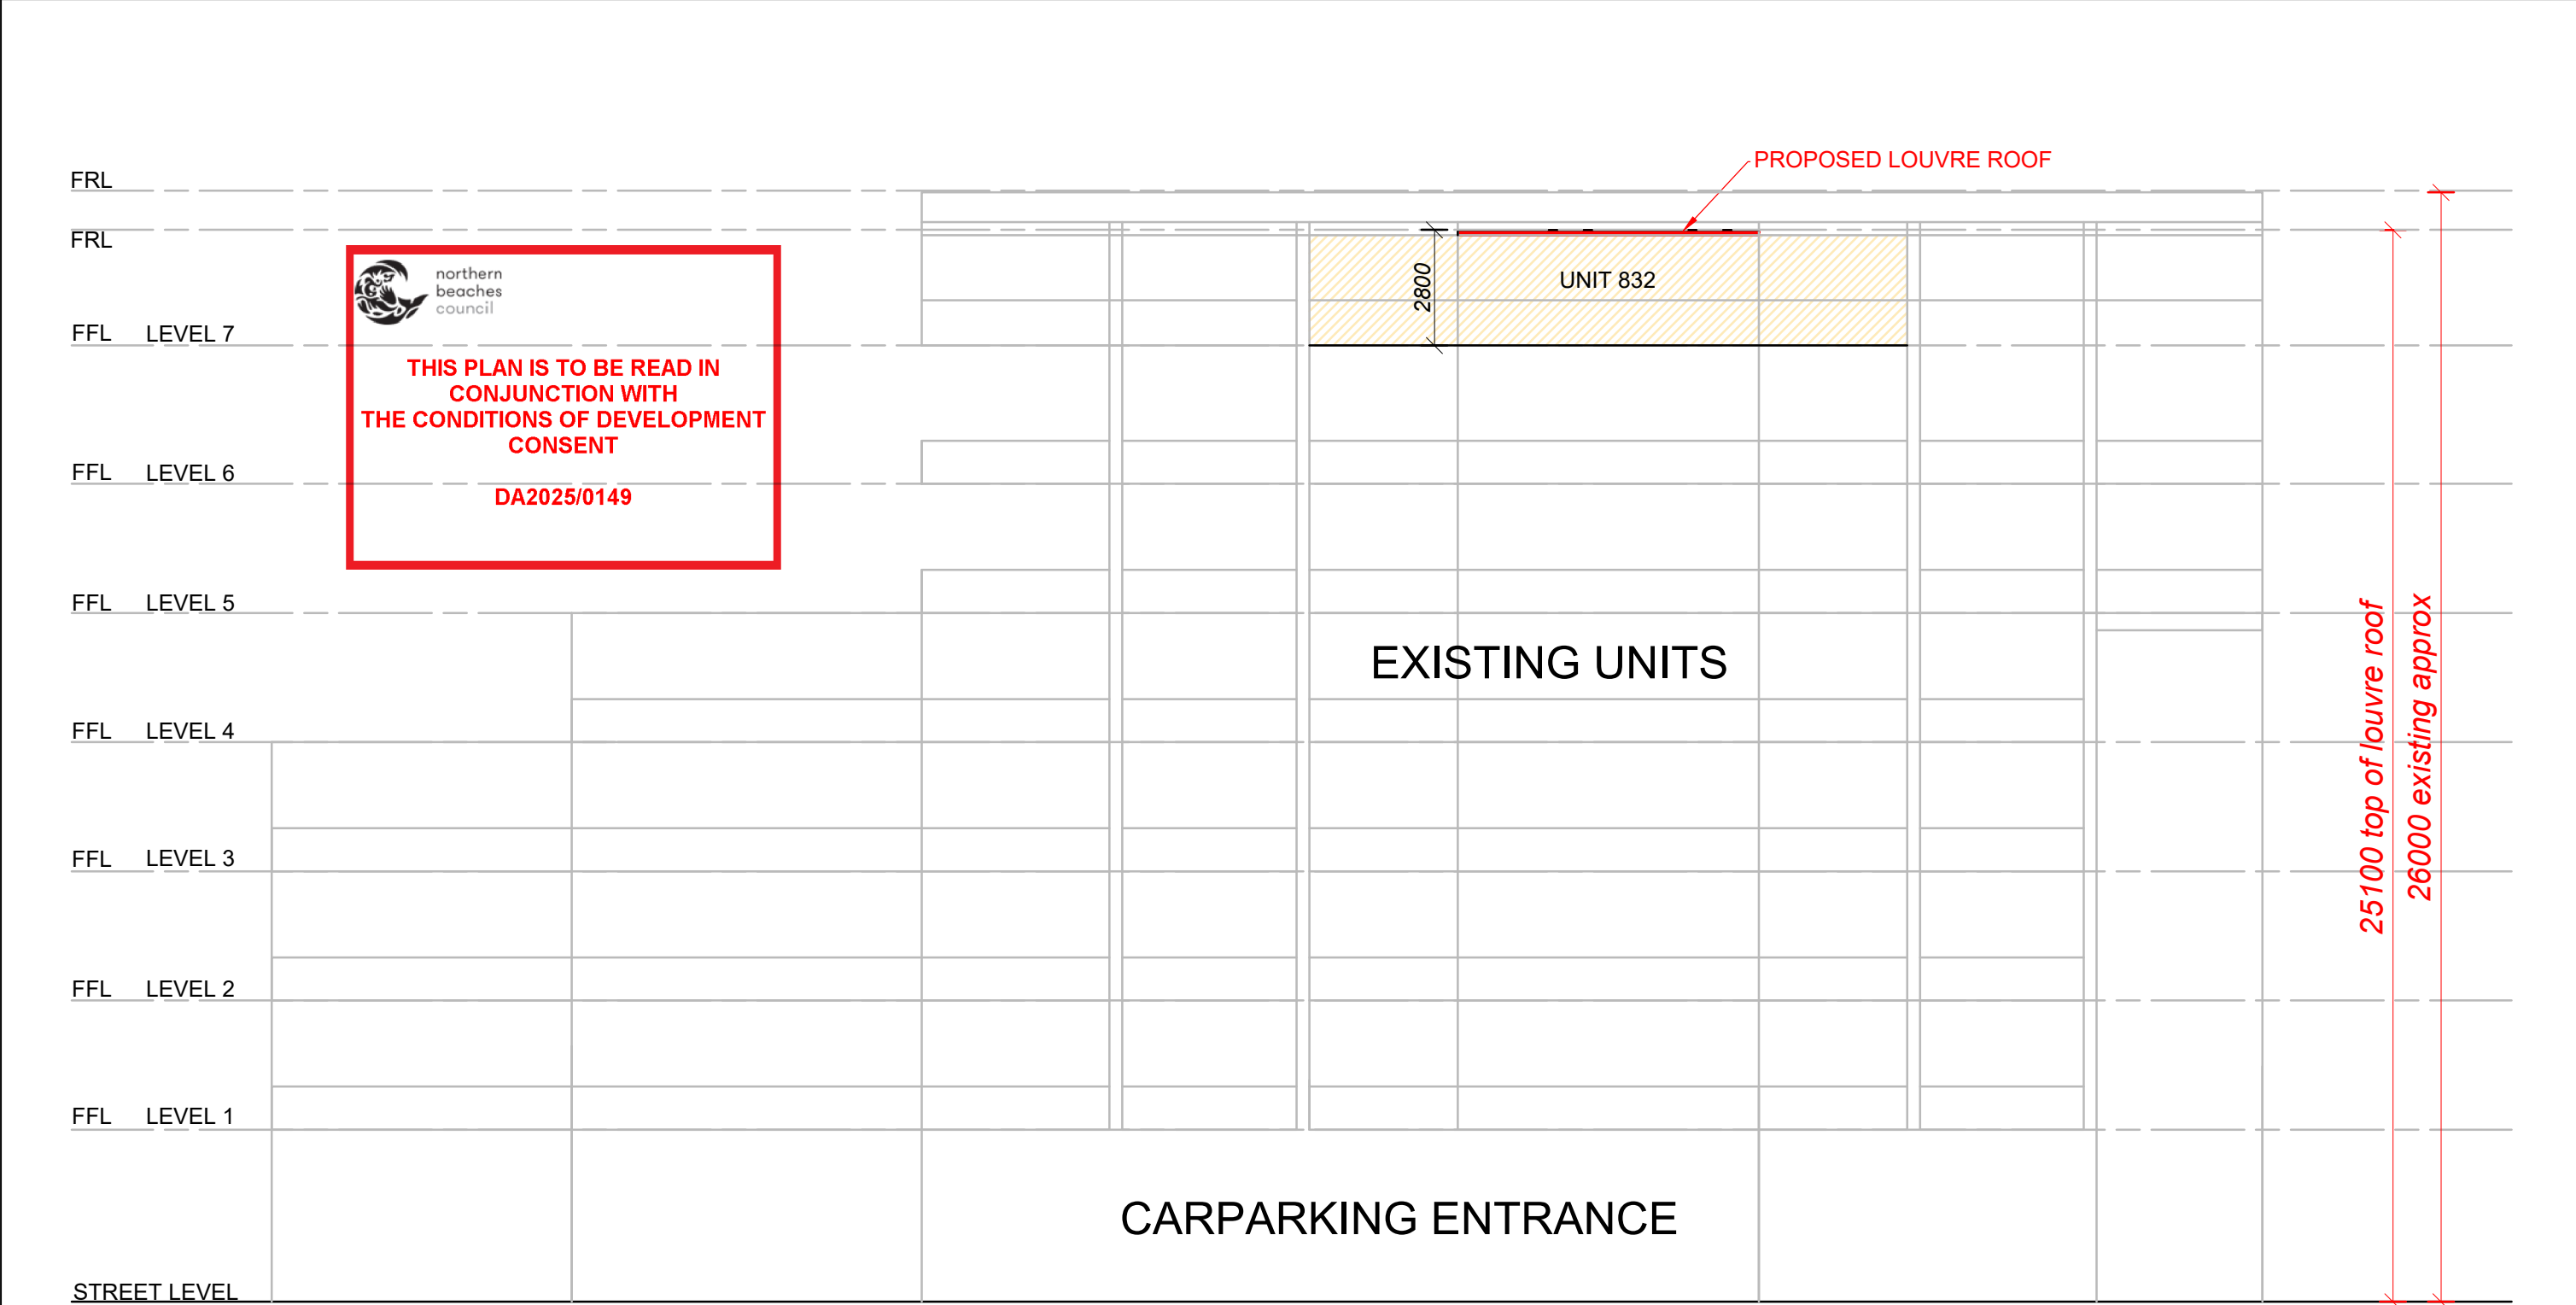 PROPOSED LOUVRE ROOF
FRL
FRL
northern
beaches
council
UNIT 832
2800
FFL LEVEL 7
THIS PLAN IS TO BE READ IN
CONJUNCTION WITH
THE CONDITIONS OF DEVELOPMENT
CONSENT
FFL LEVEL 6
DA2025/0149
FFL LEVEL 5
EXISTING UNITS
25100 top of louvre roof
26000 existing approx
FFL LEVEL 4
FFL LEVEL 3
FFL LEVEL 2
FFL LEVEL 1
CARPARKING ENTRANCE
STREET LEVEL